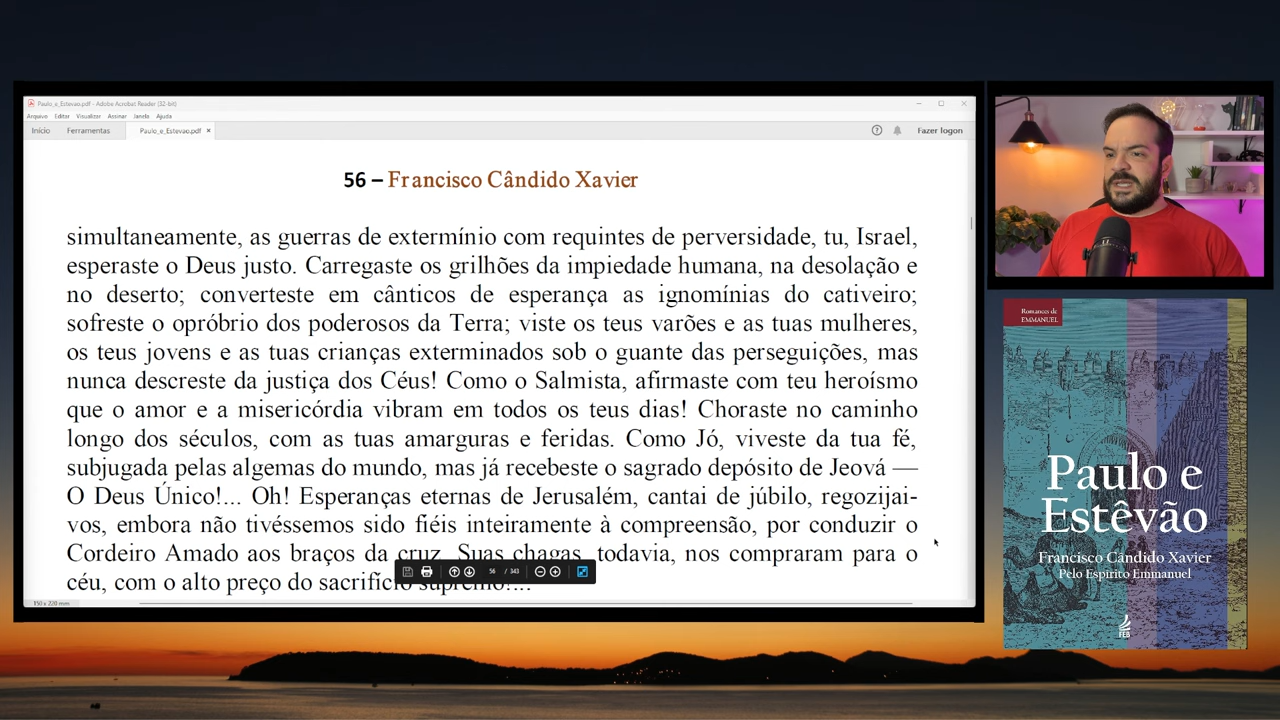 Paulo_e_Estevao.pdf - Adobe Acrobat Reader (32-bit)
Arquivo Editar Visualizar Assinar Janela Ajuda
Início Ferramentas Paulo_e_Estevao.pdf × Fazer logon
56 – Francisco Cândido Xavier
simultaneamente, as guerras de extermínio com requintes de perversidade, tu, Israel,
esperaste o Deus justo. Carregaste os grilhões da impiedade humana, na desolação e
no deserto; converteste em cânticos de esperança as ignomínias do cativeiro;
sofreste o opróbrio dos poderosos da Terra; viste os teus varões e as tuas mulheres,
os teus jovens e as tuas crianças exterminados sob o guante das perseguições, mas
nunca descreste da justiça dos Céus! Como o Salmista, afirmaste com teu heroísmo
que o amor e a misericórdia vibram em todos os teus dias! Choraste no caminho
longo dos séculos, com as tuas amarguras e feridas. Como Jó, viveste da tua fé,
subjugada pelas algemas do mundo, mas já recebeste o sagrado depósito de Jeová —
O Deus Único!... Oh! Esperanças eternas de Jerusalém, cantai de júbilo, regozijai-
vos, embora não tivéssemos sido fiéis inteiramente à compreensão, por conduzir o
Cordeiro Amado aos braços da cruz. Suas chagas, todavia, nos compraram para o
céu, com o alto preço do sacrifício supremo!...
56 / 343
150 x 220 mm
Romances de
EMMANUEL
Paulo e
Estêvão
Francisco Cândido Xavier
Pelo Espírito Emmanuel
FEB